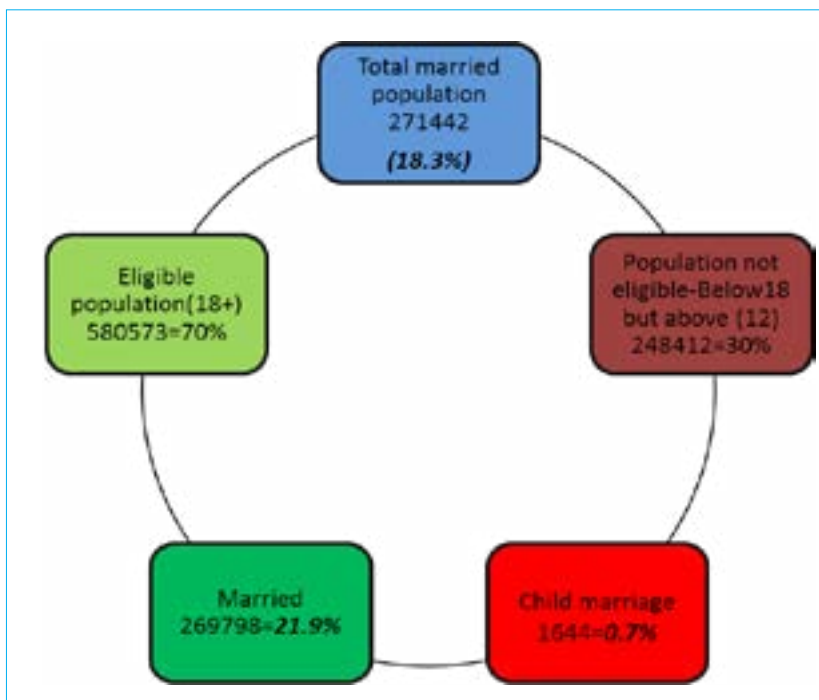 Total married
population
271442
(18.3%)
Eligible
population(18+)
580573=70%
Population not
eligible-Below18
but above (12)
248412=30%
Married
269798=21.9%
Child marriage
1644=0.7%